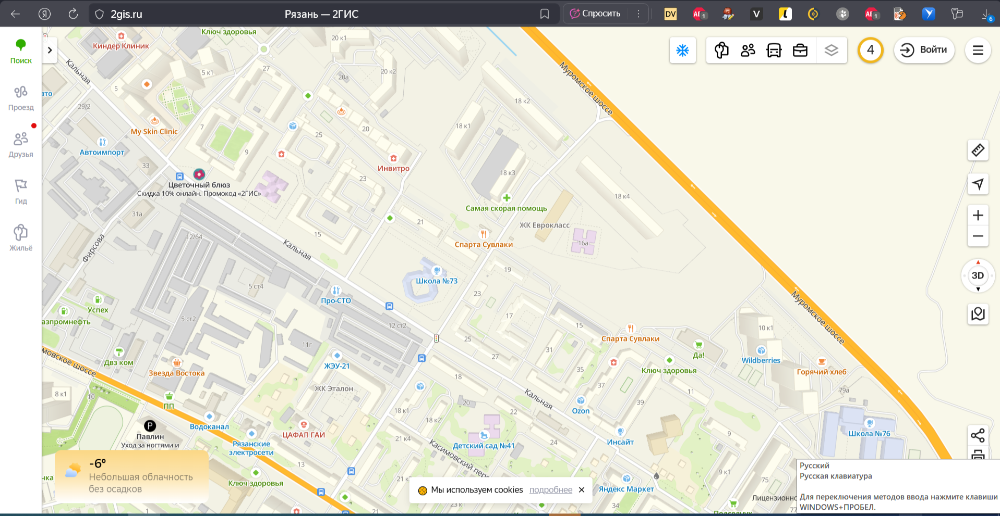 2gis.ru
Рязань — 2ГИС
Спросить
DV
1
V
L
1
6
Поиск
Проезд
Друзья
Гид
Жильё
4
Войти
3D
Ключ здоровья
Киндер Клиник
Кальная
20 к1
5 к1
27
20а
20 к2
5
29/2
My Skin Clinic
7
9
25
20
18 к1
18 к2
Муромское шоссе
Автоимпорт
33
Инвитро
Цветочный блюз
Скидка 10% онлайн. Промокод «2ГИС»
23
18 к3
18 к4
Самая скорая помощь
31а
21
ЖК Еврокласс
12/64
15
Фирсова
Кальная
Спарта Сувлаки
16а
19
Школа №73
5 ст4
Про-СТО
23
Успех
азпромнефть
5 ст2
17
15
12 ст2
10 к1
Муромское шоссе
25
11г
31
Спарта Сувлаки
Да!
27
Wildberries
мовское шоссе
Двз ком
Звезда Востока
ЖЭУ-21
18
35
Ключ здоровья
Горячий хлеб
ЖК Эталон
37
11
79а
8 к1
10
ПП
Кальная
20
39
18 к1
22
Ozon
18 к2
Павлин
Уход за ногтями и
Водоканал
ЦАФАП ГАИ
9
Школа №76
21 к4
Рязанские
электросети
Детский сад №41
24
Инсайт
Касимовский пер
13
-6°
Небольшая облачность
без осадков
чка
Ключ здоровья
9 к1
75
Яндекс Маркет
Лицензионно
34
23 к1
77
1
21
Мы используем cookies подробнее
Русский
Русская клавиатура
Для переключения методов ввода нажмите клавиши
WINDOWS+ПРОБЕЛ.